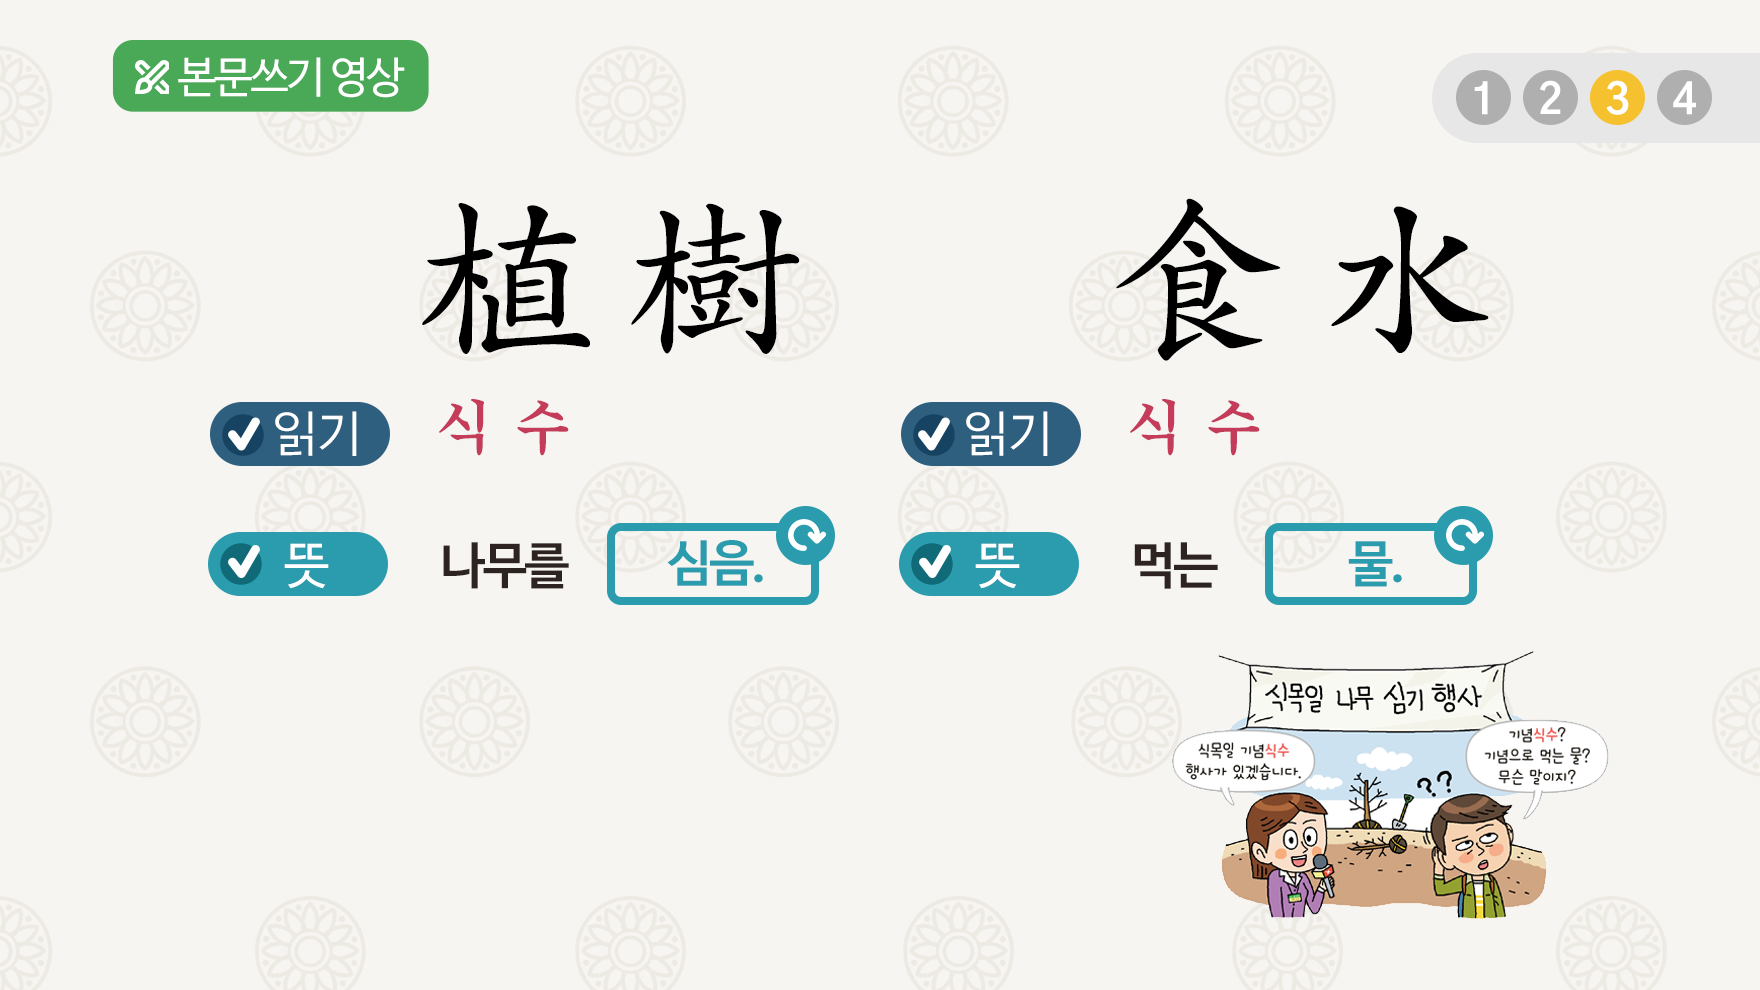 본문쓰기 영상
1 2 3 4
植樹 食水
읽기 식 수 읽기 식 수
뜻 나무를 심음. 뜻 먹는 물.
식목일 나무 심기 행사
식목일 기념식수
행사가 있겠습니다.
기념식수?
기념으로 먹는 물?
무슨 말이지?
??